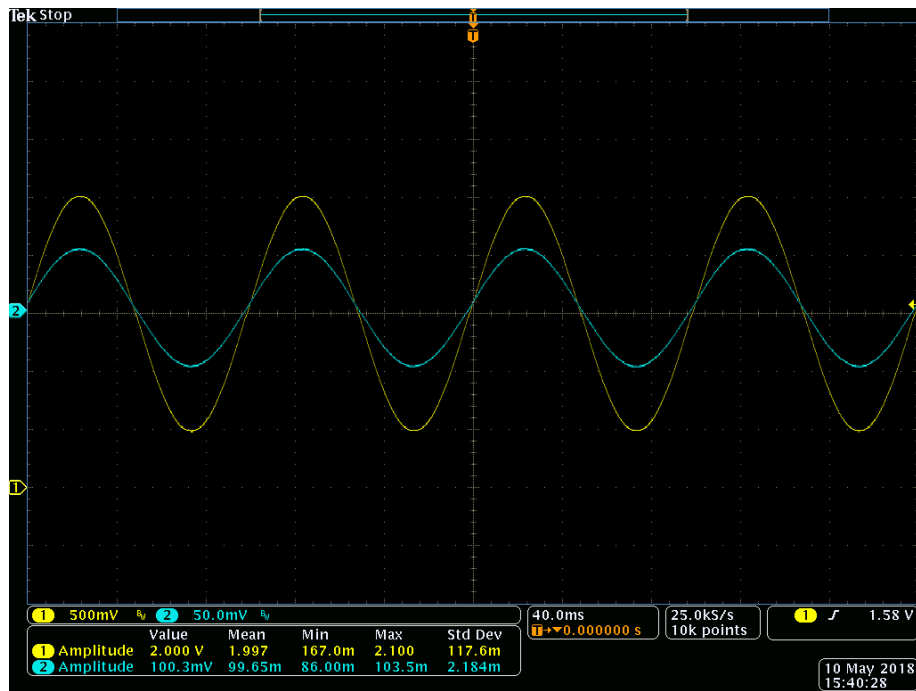 Tek Stop
T
T
2
1
1 500mV BW 2 50.0mV BW
40.0ms
T→▼0.000000 s
25.0kS/s
10k points
1 1.58 V
Value Mean Min Max Std Dev
1 Amplitude 2.000 V 1.997 167.0m 2.100 117.6m
2 Amplitude 100.3mV 99.65m 86.00m 103.5m 2.184m
10 May 2018
15:40:28